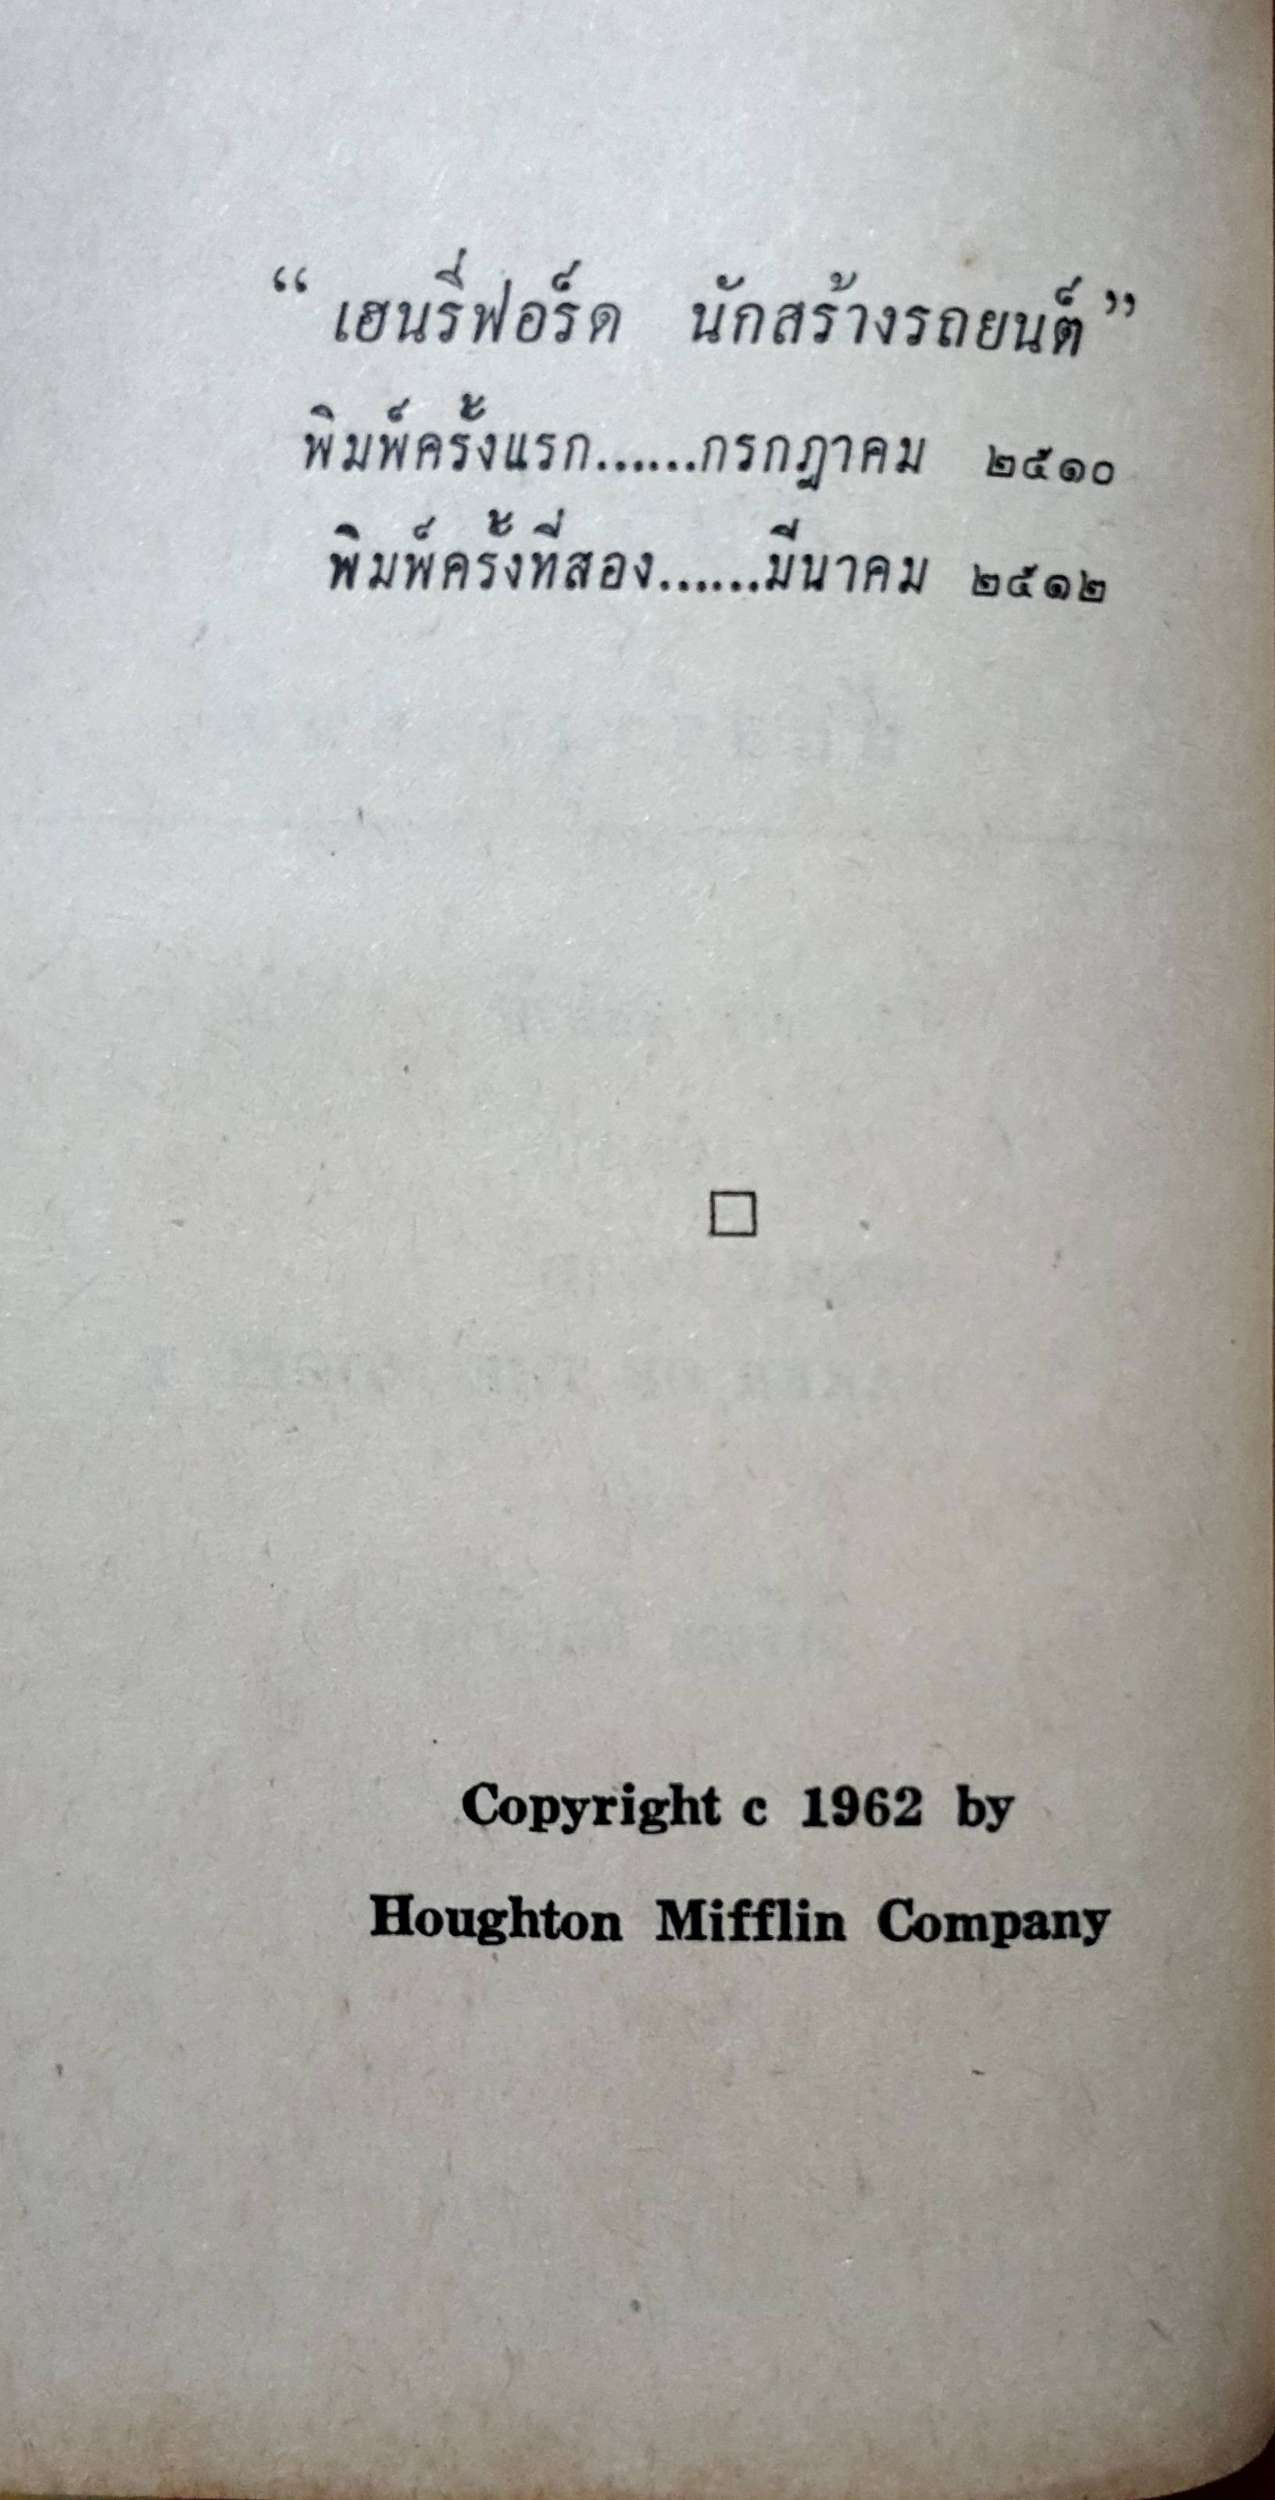 “ เฮนรี่ฟอร์ด นักสร้างรถยนต์ ”
พิมพ์ครั้งแรก.......กรกฎาคม ๒๕๑๐
พิมพ์ครั้งที่สอง.......มีนาคม ๒๕๑๒
Copyright c 1962 by
Houghton Mifflin Company